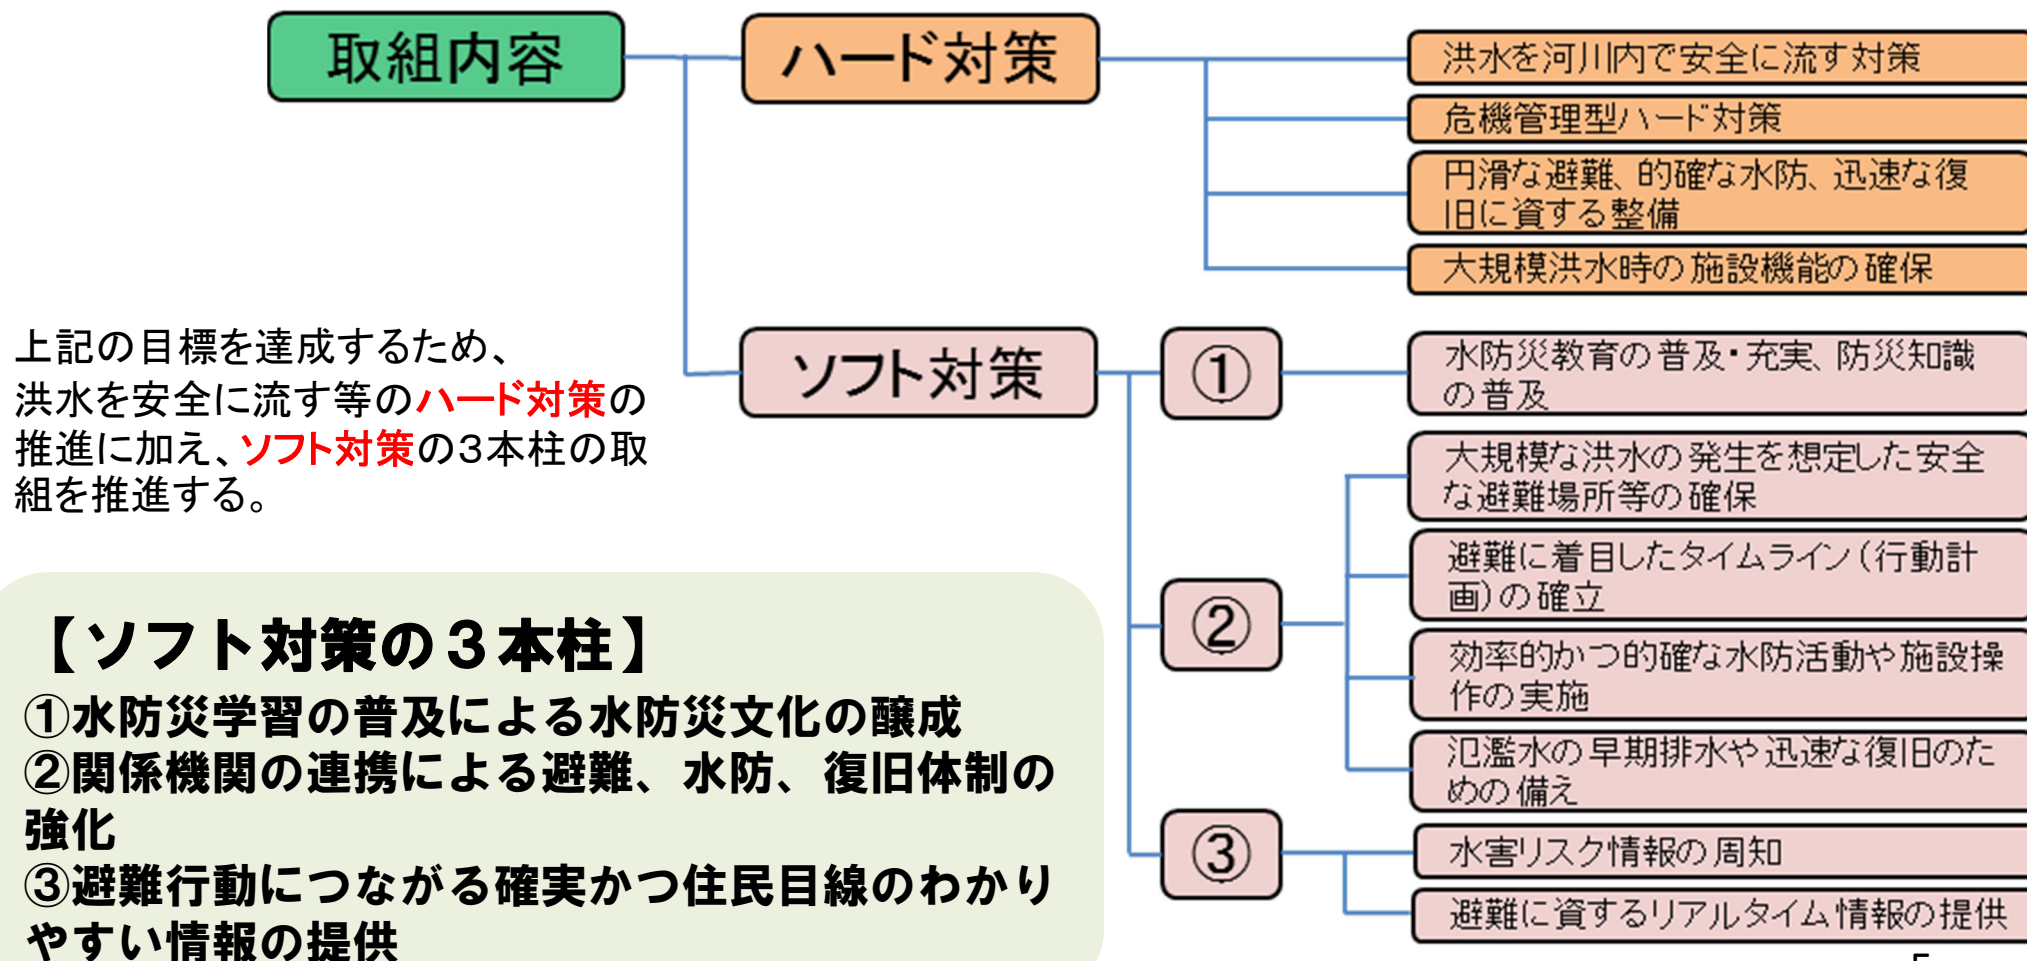 取組内容
ハード対策
洪水を河川内で安全に流す対策
危機管理型ハード対策
円滑な避難、的確な水防、迅速な復
旧に資する整備
大規模洪水時の施設機能の確保
上記の目標を達成するため、
洪水を安全に流す等のハード対策の
推進に加え、ソフト対策の3本柱の取
組を推進する。
ソフト対策
①
水防災教育の普及・充実、防災知識
の普及
②
大規模な洪水の発生を想定した安全
な避難場所等の確保
避難に着目したタイムライン(行動計
画)の確立
効率的かつ的確な水防活動や施設操
作の実施
氾濫水の早期排水や迅速な復旧のた
めの備え
③
水害リスク情報の周知
避難に資するリアルタイム情報の提供
【ソフト対策の3本柱】
①水防災学習の普及による水防災文化の醸成
②関係機関の連携による避難、水防、復旧体制の
強化
③避難行動につながる確実かつ住民目線のわかり
やすい情報の提供